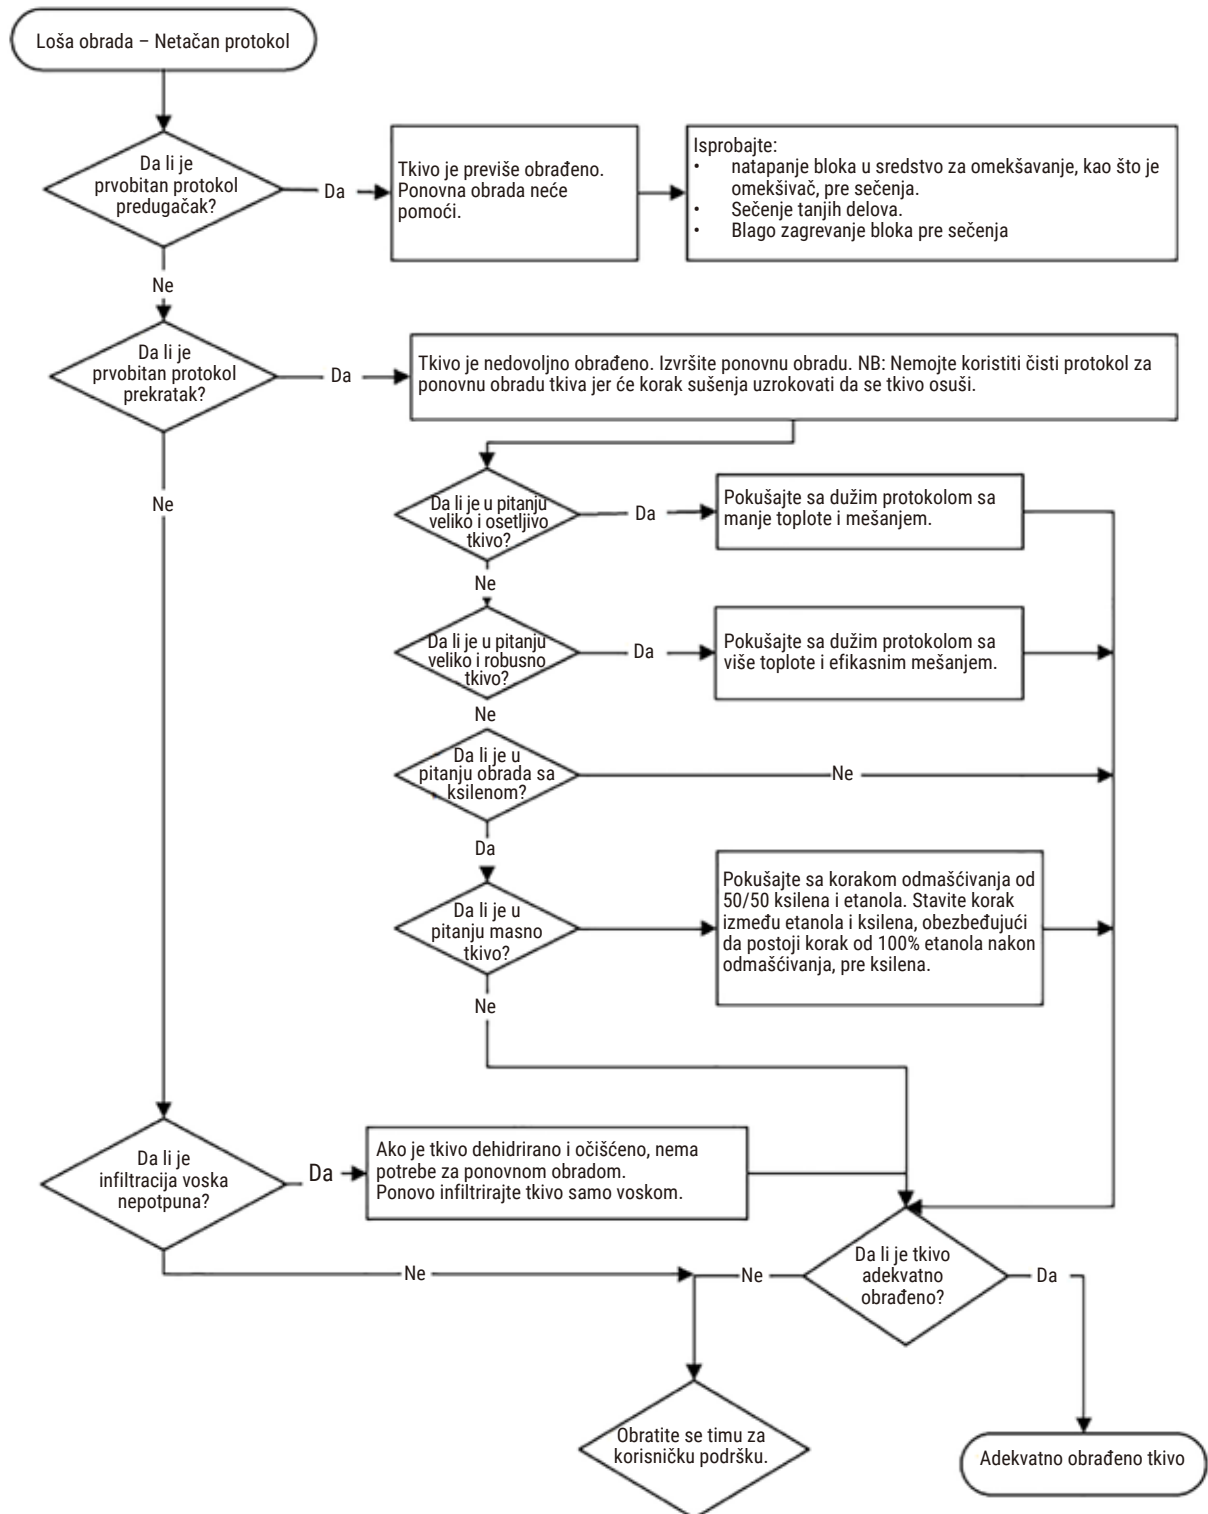 Loša obrada – Netačan protokol
Da li je
prvobitan protokol
predugačak?
Da
Tkivo je previše obrađeno.
Ponovna obrada neće
pomoći.
Isprobajte:
• natapanje bloka u sredstvo za omekšavanje, kao što je
omekšivač, pre sečenja.
• Sečenje tanjih delova.
• Blago zagrevanje bloka pre sečenja
Ne
Da li je
prvobitan protokol
prekratak?
Da
Tkivo je nedovoljno obrađeno. Izvršite ponovnu obradu. NB: Nemojte koristiti čisti protokol za
ponovnu obradu tkiva jer će korak sušenja uzrokovati da se tkivo osuši.
Ne
Da li je u pitanju
veliko i osetljivo
tkivo?
Da
Pokušajte sa dužim protokolom sa
manje toplote i mešanjem.
Ne
Da li je u pitanju
veliko i robusno
tkivo?
Da
Pokušajte sa dužim protokolom sa
više toplote i efikasnim mešanjem.
Ne
Da li je u
pitanju obrada sa
ksilenom?
Ne
Da
Da li je u
pitanju masno
tkivo?
Pokušajte sa korakom odmašćivanja od
50/50 ksilena i etanola. Stavite korak
između etanola i ksilena, obezbeđujući
da postoji korak od 100% etanola nakon
odmašćivanja, pre ksilena.
Ne
Da li je
infiltracija voska
nepotpuna?
Da
Ako je tkivo dehidrirano i očišćeno, nema
potrebe za ponovnom obradom.
Ponovo infiltrirajte tkivo samo voskom.
Ne
Ne
Da li je tkivo
adekvatno
obrađeno?
Da
Obratite se timu za
korisničku podršku.
Adekvatno obrađeno tkivo